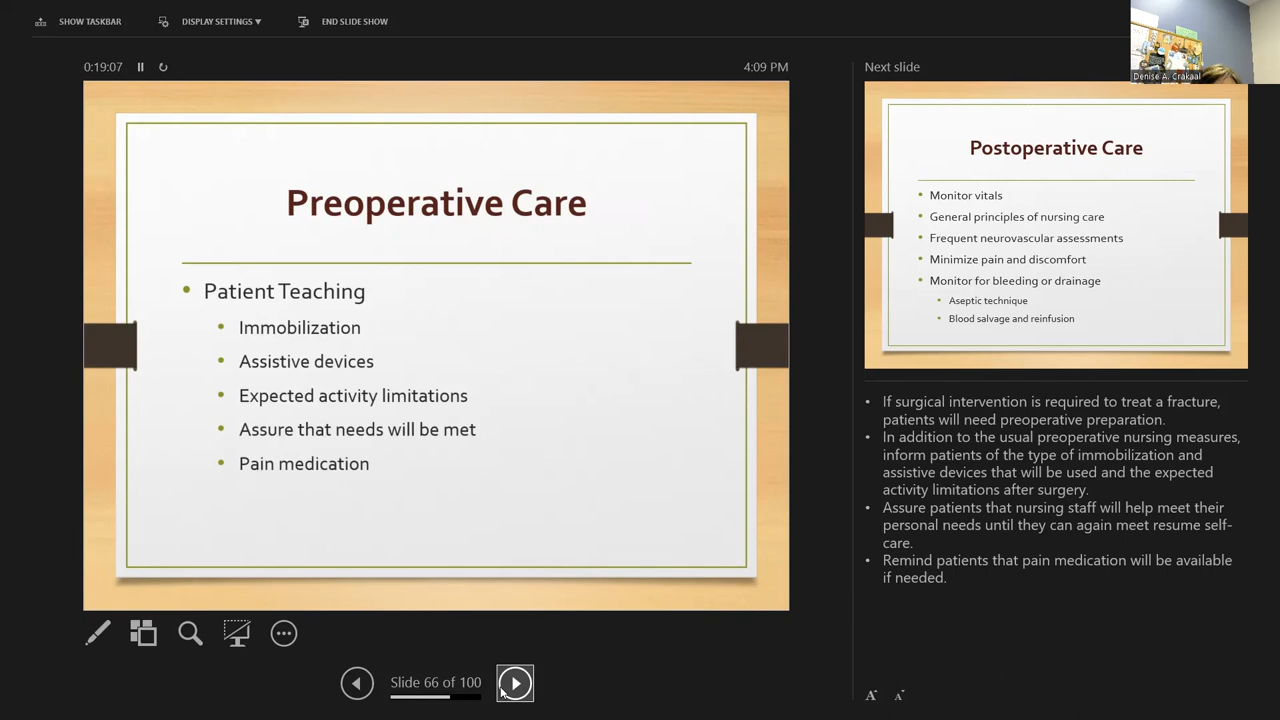 SHOW TASKBAR
DISPLAY SETTINGS ▼
END SLIDE SHOW
0:19:07
4:09 PM
Preoperative Care
• Patient Teaching
• Immobilization
• Assistive devices
• Expected activity limitations
• Assure that needs will be met
• Pain medication
Slide 66 of 100
Next slide
Denise A. Crakaal
Postoperative Care
• Monitor vitals
• General principles of nursing care
• Frequent neurovascular assessments
• Minimize pain and discomfort
• Monitor for bleeding or drainage
• Aseptic technique
• Blood salvage and reinfusion
• If surgical intervention is required to treat a fracture,
patients will need preoperative preparation.
• In addition to the usual preoperative nursing measures,
inform patients of the type of immobilization and
assistive devices that will be used and the expected
activity limitations after surgery.
• Assure patients that nursing staff will help meet their
personal needs until they can again meet resume self-
care.
• Remind patients that pain medication will be available
if needed.
A A